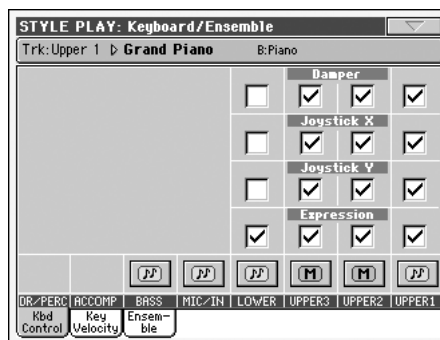 STYLE PLAY: Keyboard/Ensemble
Trk:Upper 1 ▷ Grand Piano B:Piano
Damper
Joystick X
Joystick Y
Expression
M M
DR/PERC ACCOMP BASS MIC/IN LOWER UPPER3 UPPER2 UPPER1
Kbd Key Ensem-
Control Velocity ble